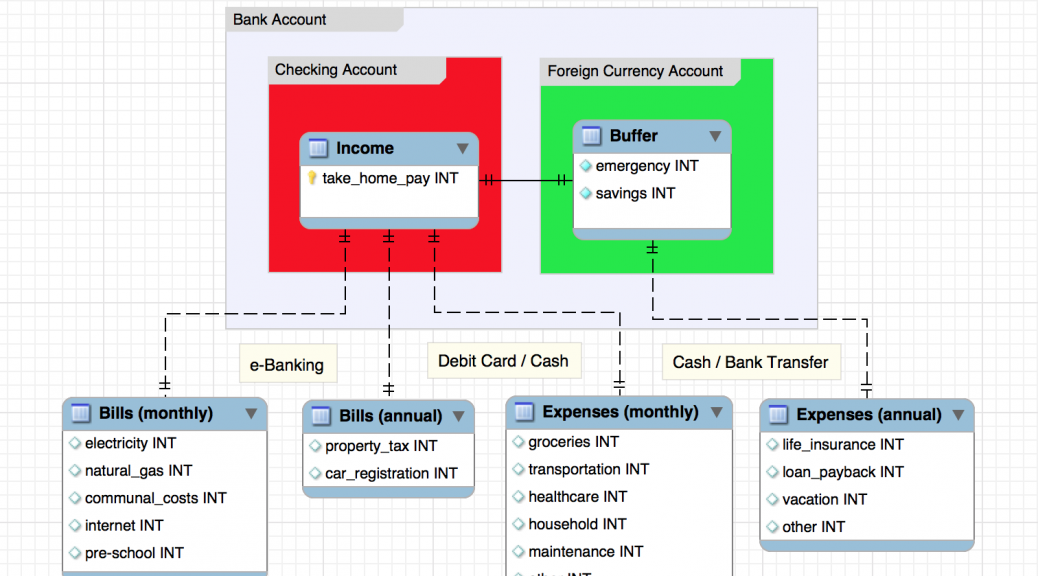 Bank Account
Checking Account
Foreign Currency Account
Income
take_home_pay INT
Buffer
emergency INT
savings INT
e-Banking
Debit Card / Cash
Cash / Bank Transfer
Bills (monthly)
electricity INT
natural_gas INT
communal_costs INT
internet INT
pre-school INT
Bills (annual)
property_tax INT
car_registration INT
Expenses (monthly)
groceries INT
transportation INT
healthcare INT
household INT
maintenance INT
other INT
Expenses (annual)
life_insurance INT
loan_payback INT
vacation INT
other INT